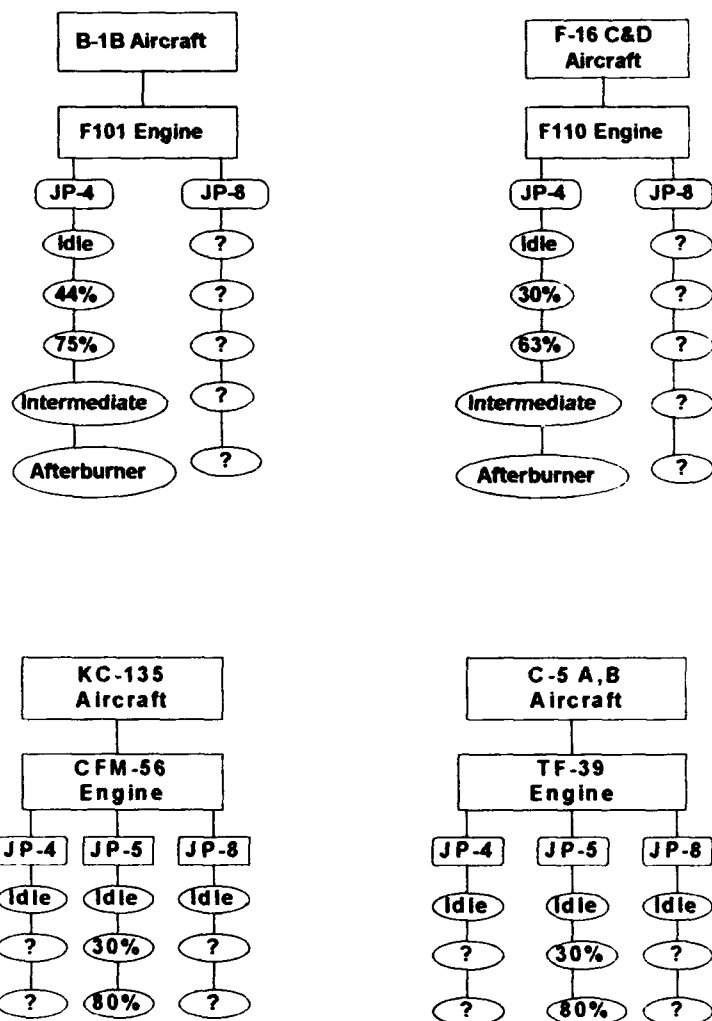 B-1B Aircraft
F101 Engine
JP-4 JP-8
Idle ?
44% ?
75% ?
Intermediate ?
Afterburner ?
F-16 C&D
Aircraft
F110 Engine
JP-4 JP-8
Idle ?
30% ?
63% ?
Intermediate ?
Afterburner ?
KC-135
Aircraft
CFM-56
Engine
JP-4 JP-5 JP-8
Idle Idle Idle
? 30% ?
? 80% ?
C-5 A,B
Aircraft
TF-39
Engine
JP-4 JP-5 JP-8
Idle Idle Idle
? 30% ?
? 80% ?